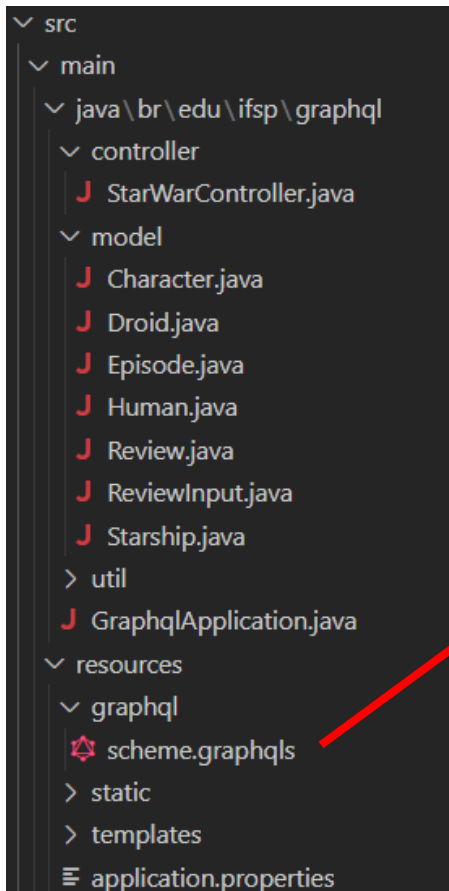 src
main
java\br\edu\ifsp\graphql
controller
J StarWarController.java
model
J Character.java
J Droid.java
J Episode.java
J Human.java
J Review.java
J ReviewInput.java
J Starship.java
util
J GraphqlApplication.java
resources
graphql
scheme.graphqls
static
templates
application.properties